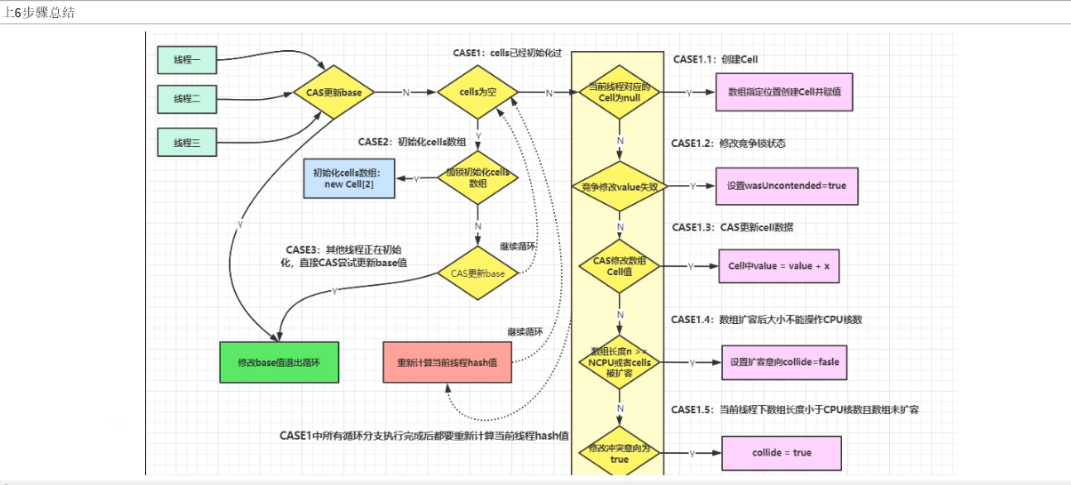 上6步骤总结
线程一
线程二
线程三
CAS更新base
N
cells为空
CASE1：cells已经初始化过
N
当前线程对应的
Cell为null
CASE1.1：创建Cell
Y
数组指定位置创建Cell并赋值
Y
CASE2：初始化cells数组
初始化cells数组：
new Cell[2]
Y
加锁初始化cells
数组
N
CASE1.2：修改竞争锁状态
竞争修改value失败
Y
设置wasUncontended=true
Y
N
CASE3：其他线程正在初始
化，直接CAS尝试更新base值
CAS更新base
继续循环
Y
N
CASE1.3：CAS更新cell数据
CAS修改数组
Cell值
Y
Cell中value = value + x
N
CASE1.4：数组扩容后大小不能操作CPU核数
继续循环
修改base值退出循环
重新计算当前线程hash值
数组长度n >=
NCPU或者cells
被扩容
Y
设置扩容意向collide=fasle
N
CASE1.5：当前线程下数组长度小于CPU核数且数组未扩容
CASE1中所有循环分支执行完成后都要重新计算当前线程hash值
修改冲突意向为
true
Y
collide = true